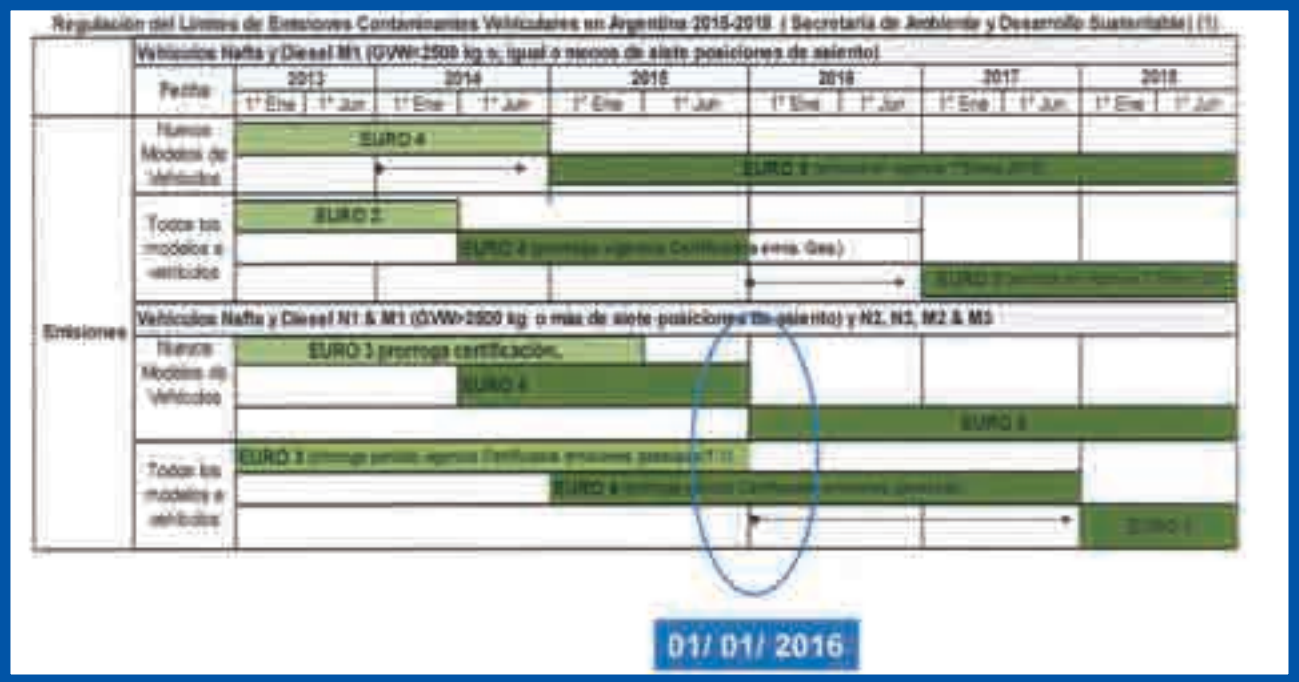 Regulación del Límites de Emisiones Contaminantes Vehiculares en Argentina 2015-2018 ( Secretaría de Ambiente y Desarrollo Sustentable) (1)
Vehículos Nafta y Diesel M1 (GVW<2500 kg o, igual o menos de siete posiciones de asiento)
Fecha
2013 2014 2015 2016 2017 2018
1° Ene 1° Jun 1° Ene 1° Jun 1° Ene 1° Jun 1° Ene 1° Jun 1° Ene 1° Jun 1° Ene 1° Jun
Emisiones
Nuevos
Modelos de
Vehículos
EURO 4
EURO 5
Todos los
modelos e
vehículos
EURO 2
EURO 4 (prorroga vigencia Certificado emis. Gas.)
EURO 5
Vehículos Nafta y Diesel N1 & M1 (GVW>2500 kg o más de siete posiciones de asiento) y N2, N3, M2 & M3
Nuevos
Modelos de
Vehículos
EURO 3 prorroga certificación.
EURO 4
EURO 5
Todos los
modelos e
vehículos
EURO 3
EURO 4
EURO 5
01/ 01/ 2016